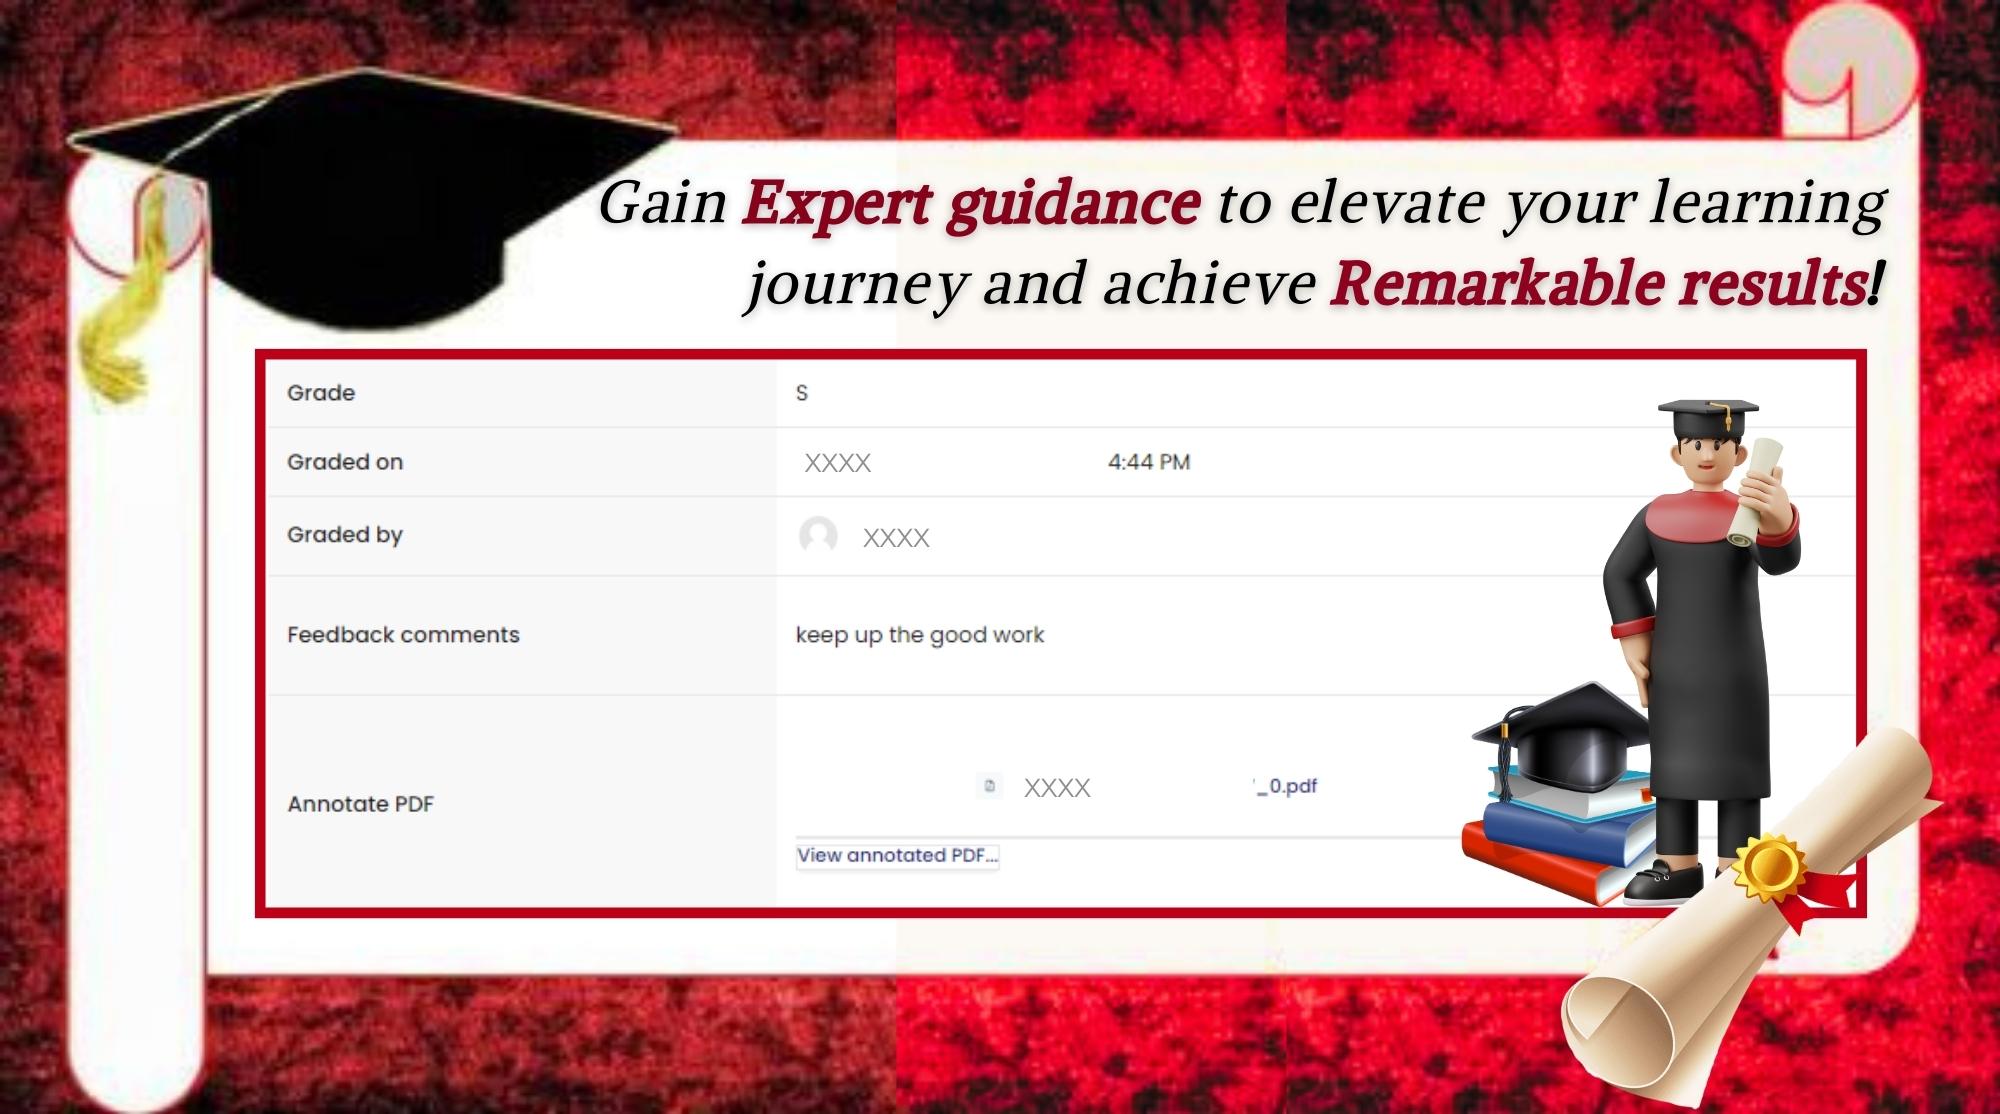 Gain Expert guidance to elevate your learning
journey and achieve Remarkable results!
Grade S
Graded on XXXX 4:44 PM
Graded by XXXX
Feedback comments keep up the good work
Annotate PDF XXXX '_0.pdf
View annotated PDF...